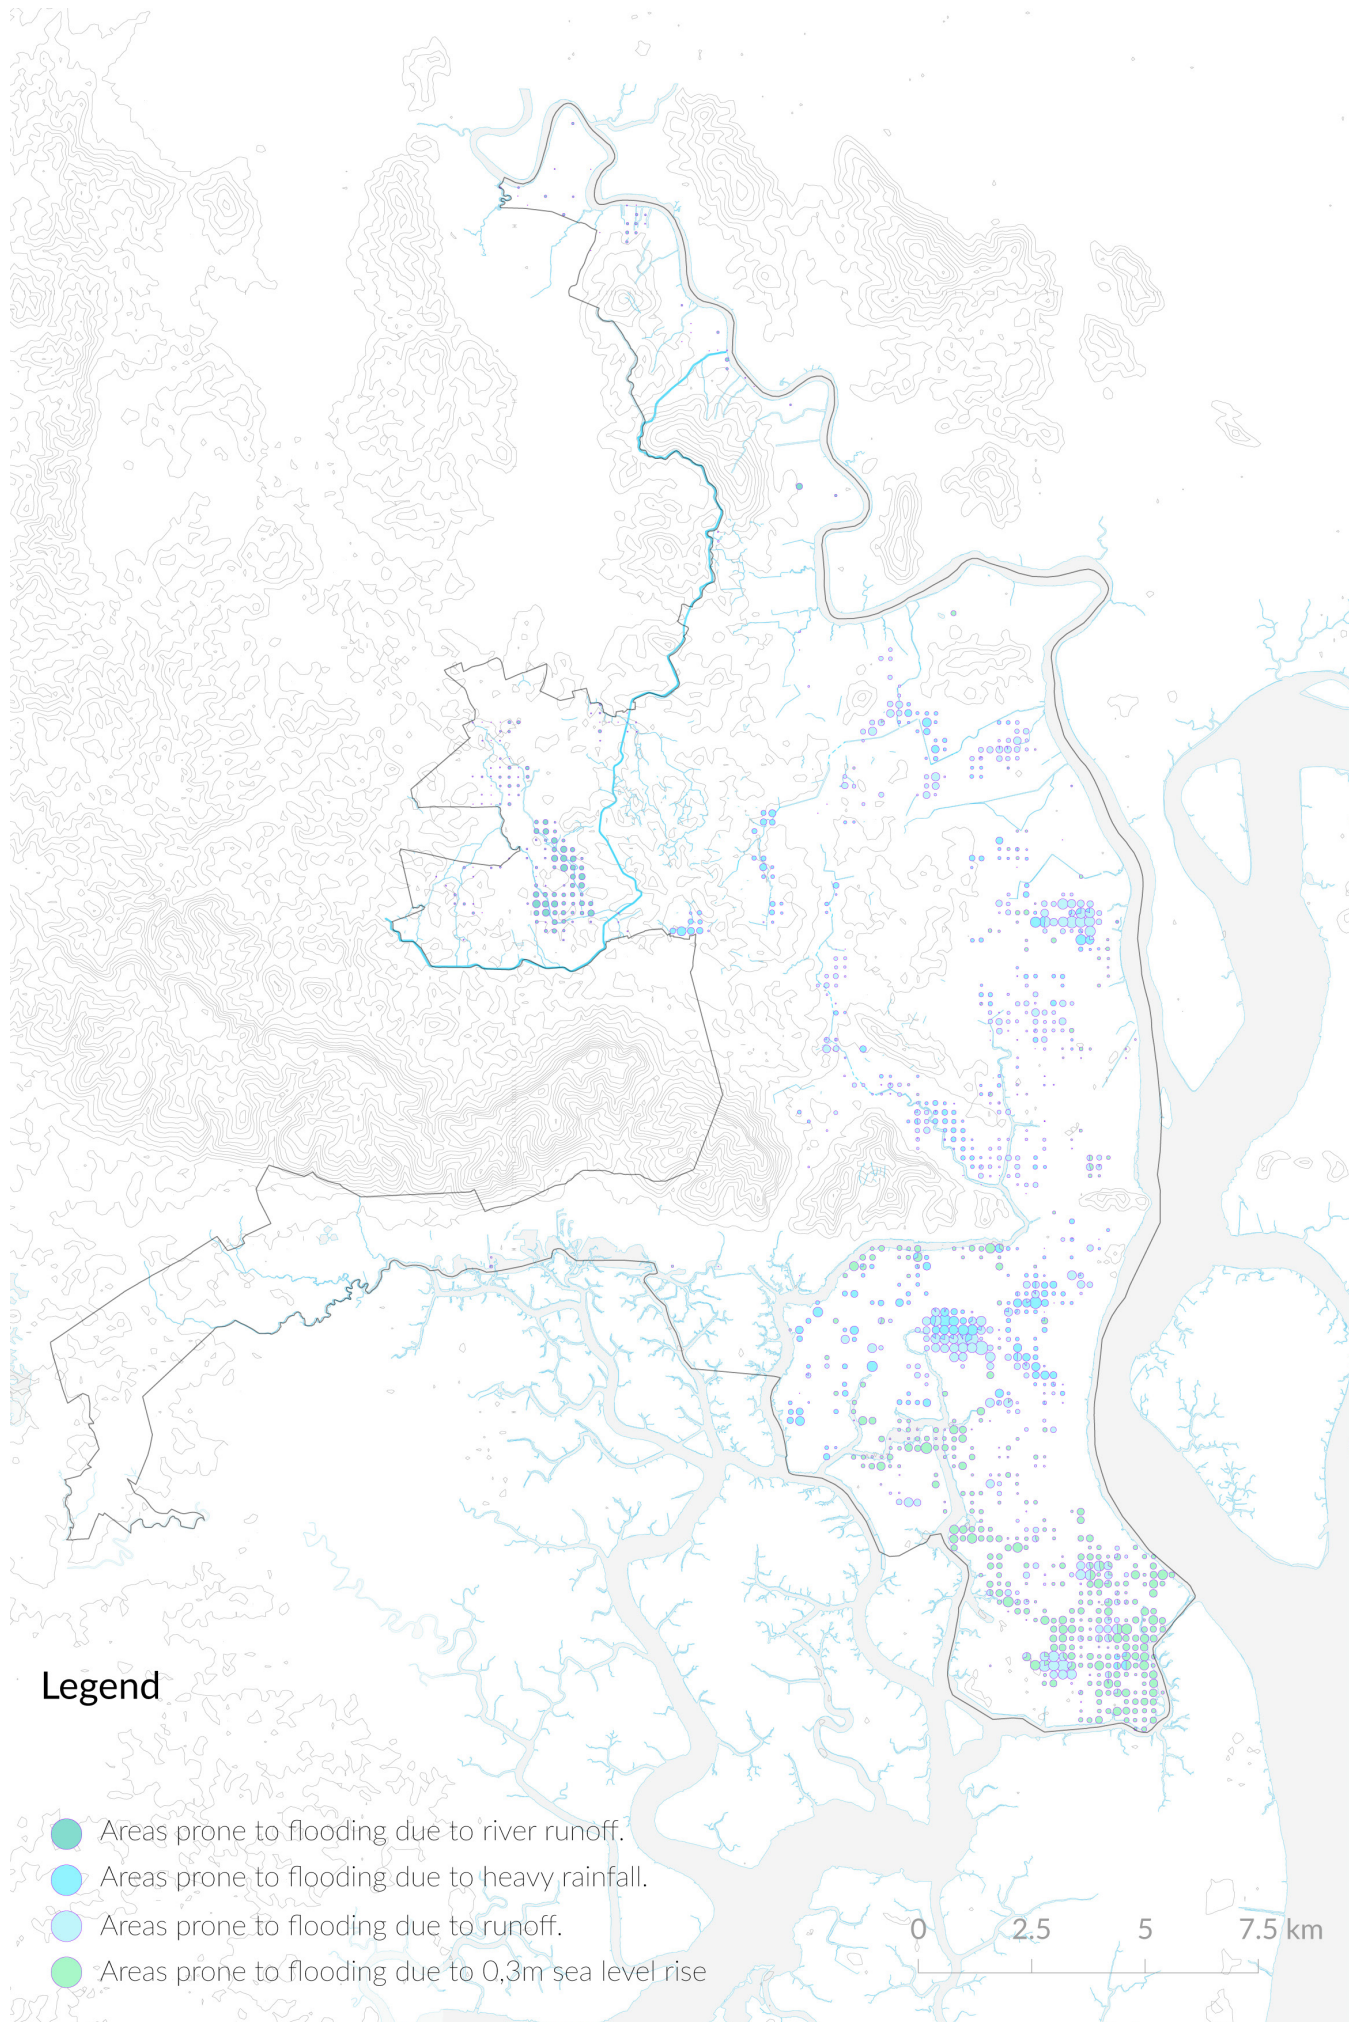 Legend
Areas prone to flooding due to river runoff.
Areas prone to flooding due to heavy rainfall.
Areas prone to flooding due to runoff.
Areas prone to flooding due to 0,3m sea level rise
0 2.5 5 7.5 km